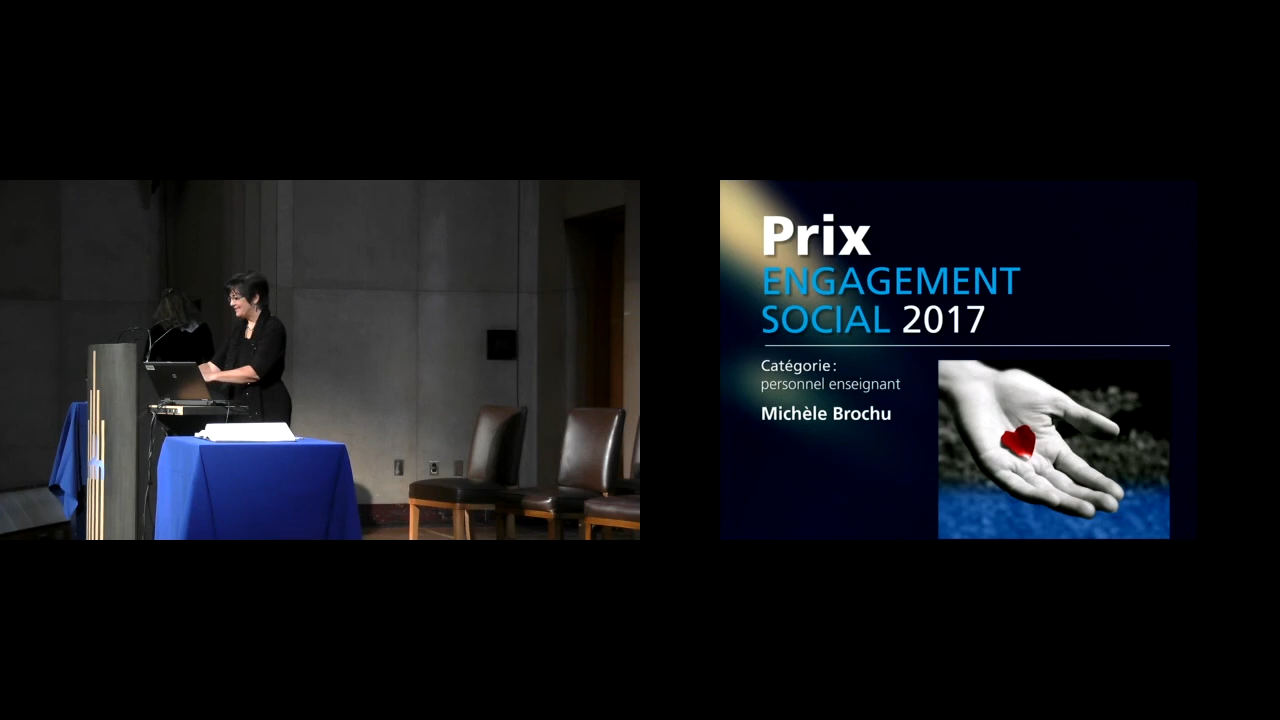 Prix
ENGAGEMENT
SOCIAL 2017
Catégorie :
personnel enseignant
Michèle Brochu